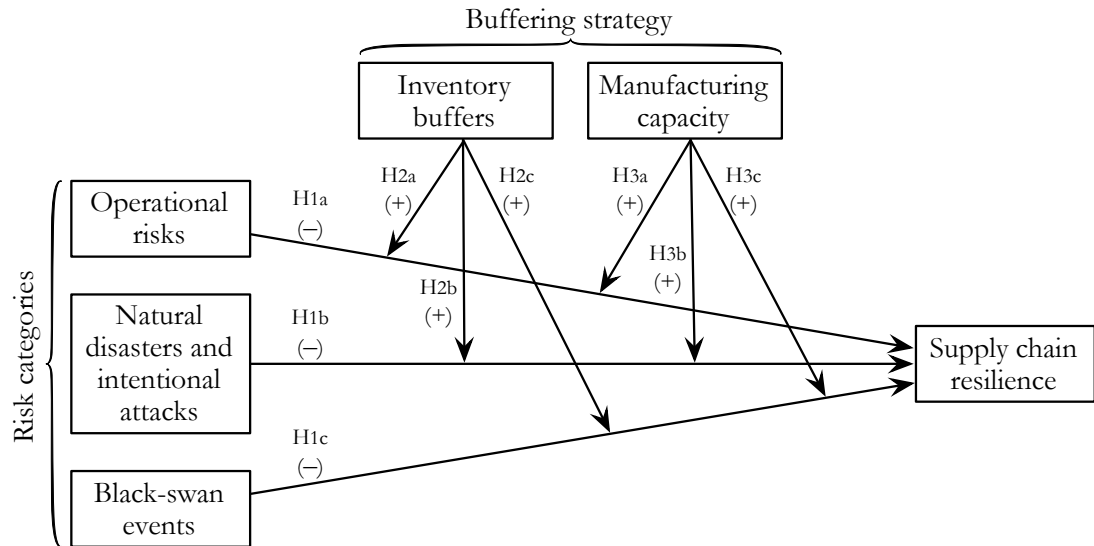 Buffering strategy
Inventory
buffers
Manufacturing
capacity
H2a
(+)
H2c
(+)
H3a
(+)
H3c
(+)
Risk categories
Operational
risks
H1a
(–)
H2b
(+)
H3b
(+)
Natural
disasters and
intentional
attacks
H1b
(–)
Supply chain
resilience
H1c
(–)
Black-swan
events